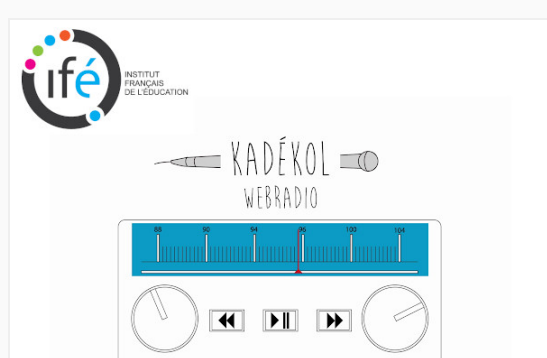 ifé
INSTITUT
FRANÇAIS
DE L'ÉDUCATION
KADÉKOL
WEBRADIO
88 90 94 96 100 104